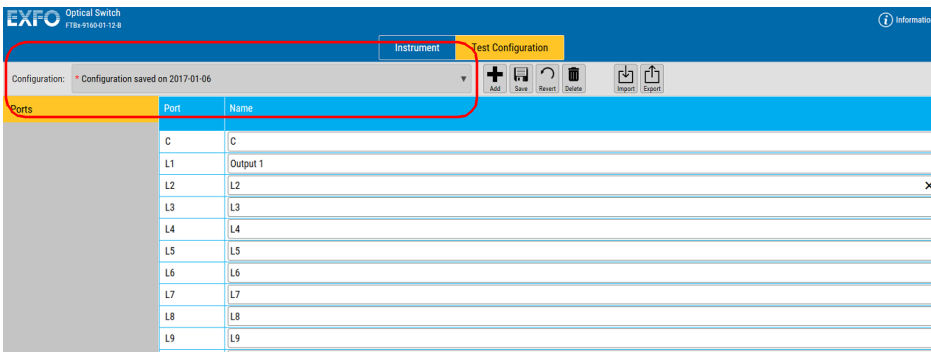 EXFO Optical Switch
FTBx-9160-01-12-B
Informatio
Instrument Test Configuration
Configuration: * Configuration saved on 2017-01-06
Add Save Revert Delete Import Export
Ports Port Name
C C
L1 Output 1
L2 L2
L3 L3
L4 L4
L5 L5
L6 L6
L7 L7
L8 L8
L9 L9